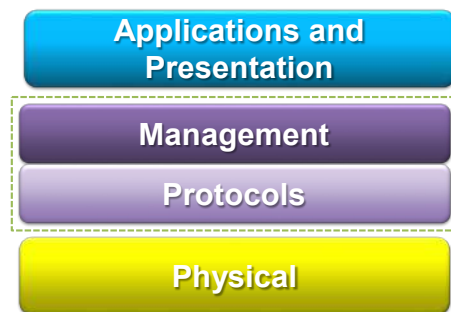 Applications and
Presentation
Management
Protocols
Physical